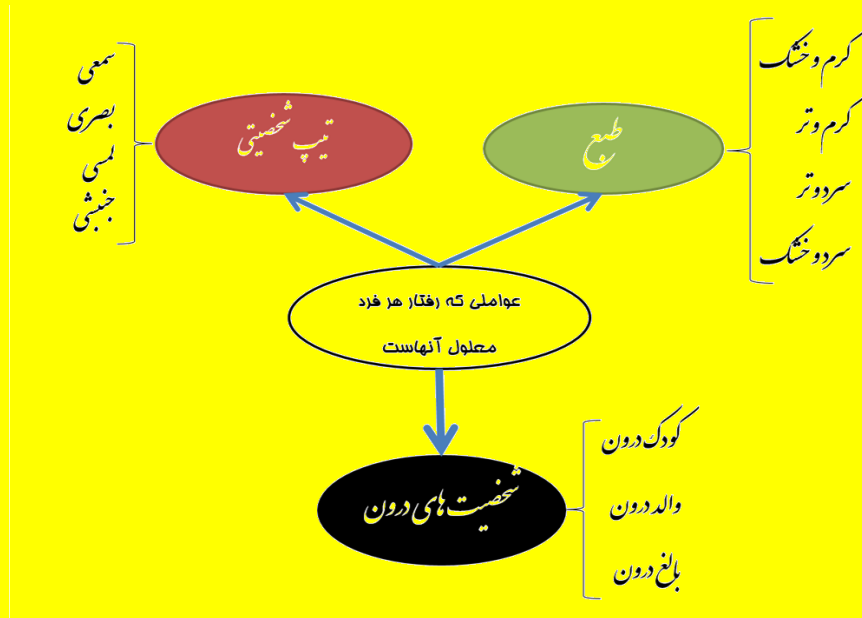 گرم و خشک
گرم و تر
سرد و تر
سرد و خشک
طبع
تیپ شخصیتی
سمعی
بصری
لمسی
جنبشی
عواملی که رفتار هر فرد
معلول آنهاست
شخصیت های درون
کودک درون
والد درون
بالغ درون